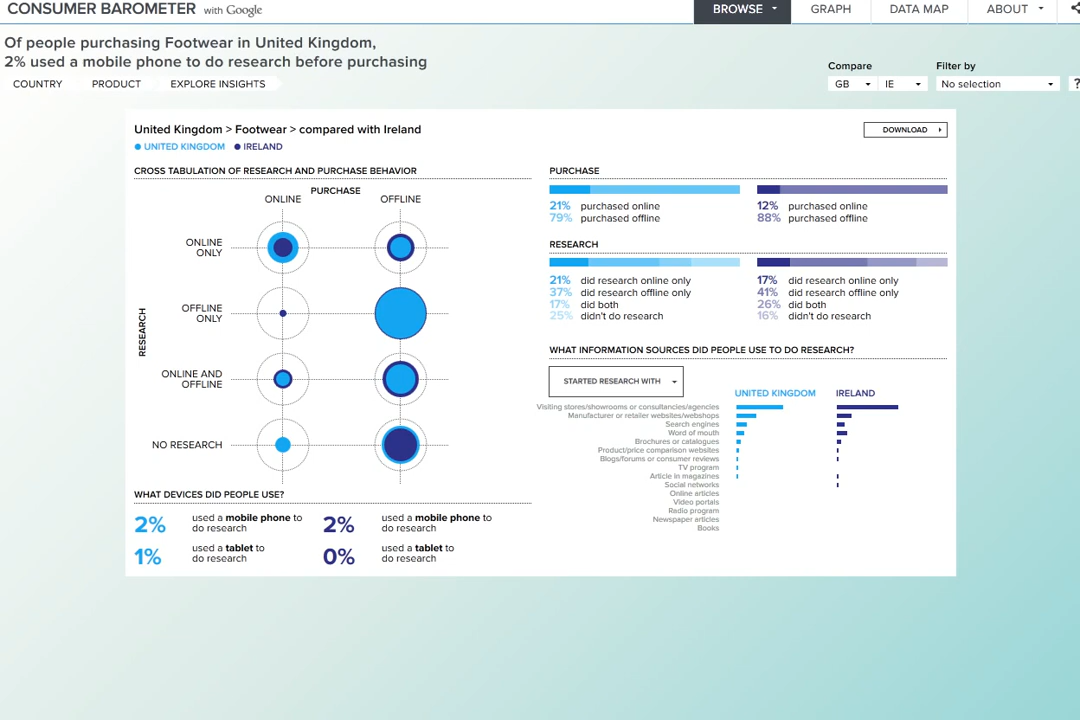 CONSUMER BAROMETER with Google
BROWSE GRAPH DATA MAP ABOUT
Of people purchasing Footwear in United Kingdom,
2% used a mobile phone to do research before purchasing
COUNTRY PRODUCT EXPLORE INSIGHTS
Compare Filter by
GB IE No selection ?
United Kingdom > Footwear > compared with Ireland
DOWNLOAD
UNITED KINGDOM IRELAND
CROSS TABULATION OF RESEARCH AND PURCHASE BEHAVIOR
PURCHASE
ONLINE OFFLINE
RESEARCH
ONLINE
ONLY
OFFLINE
ONLY
ONLINE AND
OFFLINE
NO RESEARCH
WHAT DEVICES DID PEOPLE USE?
2% used a mobile phone to
do research
2% used a mobile phone to
do research
1% used a tablet to
do research
0% used a tablet to
do research
PURCHASE
21% purchased online
79% purchased offline
12% purchased online
88% purchased offline
RESEARCH
21% did research online only
37% did research offline only
17% did both
25% didn't do research
17% did research online only
41% did research offline only
26% did both
16% didn't do research
WHAT INFORMATION SOURCES DID PEOPLE USE TO DO RESEARCH?
STARTED RESEARCH WITH
UNITED KINGDOM IRELAND
Visiting stores/showrooms or consultancies/agencies
Manufacturer or retailer websites/webshops
Search engines
Word of mouth
Brochures or catalogues
Product/price comparison websites
Blogs/forums or consumer reviews
TV program
Article in magazines
Social networks
Online articles
Video portals
Radio program
Newspaper articles
Books